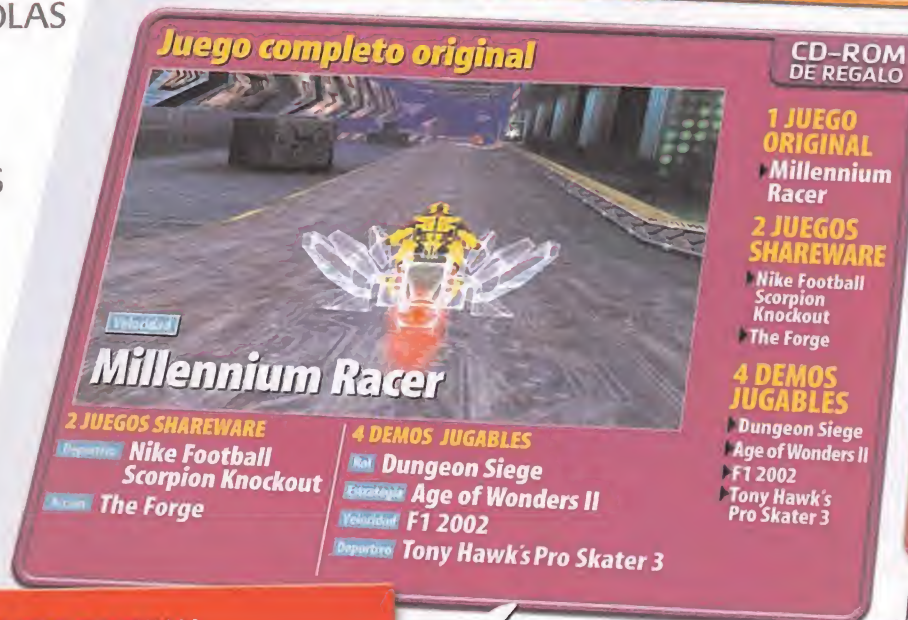 OLAS
S
Juego completo original
Velocidad
Millennium Racer
2 JUEGOS SHAREWARE
Deportivo Nike Football
Scorpion Knockout
Accion The Forge
4 DEMOS JUGABLES
Rol Dungeon Siege
Estrategia Age of Wonders II
Velocidad F1 2002
Deportivo Tony Hawk's Pro Skater 3
CD-ROM
DE REGALO
1 JUEGO
ORIGINAL
Millennium
Racer
2 JUEGOS
SHAREWARE
Nike Football
Scorpion
Knockout
The Forge
4 DEMOS
JUGABLES
Dungeon Siege
Age of Wonders II
F1 2002
Tony Hawk's
Pro Skater 3